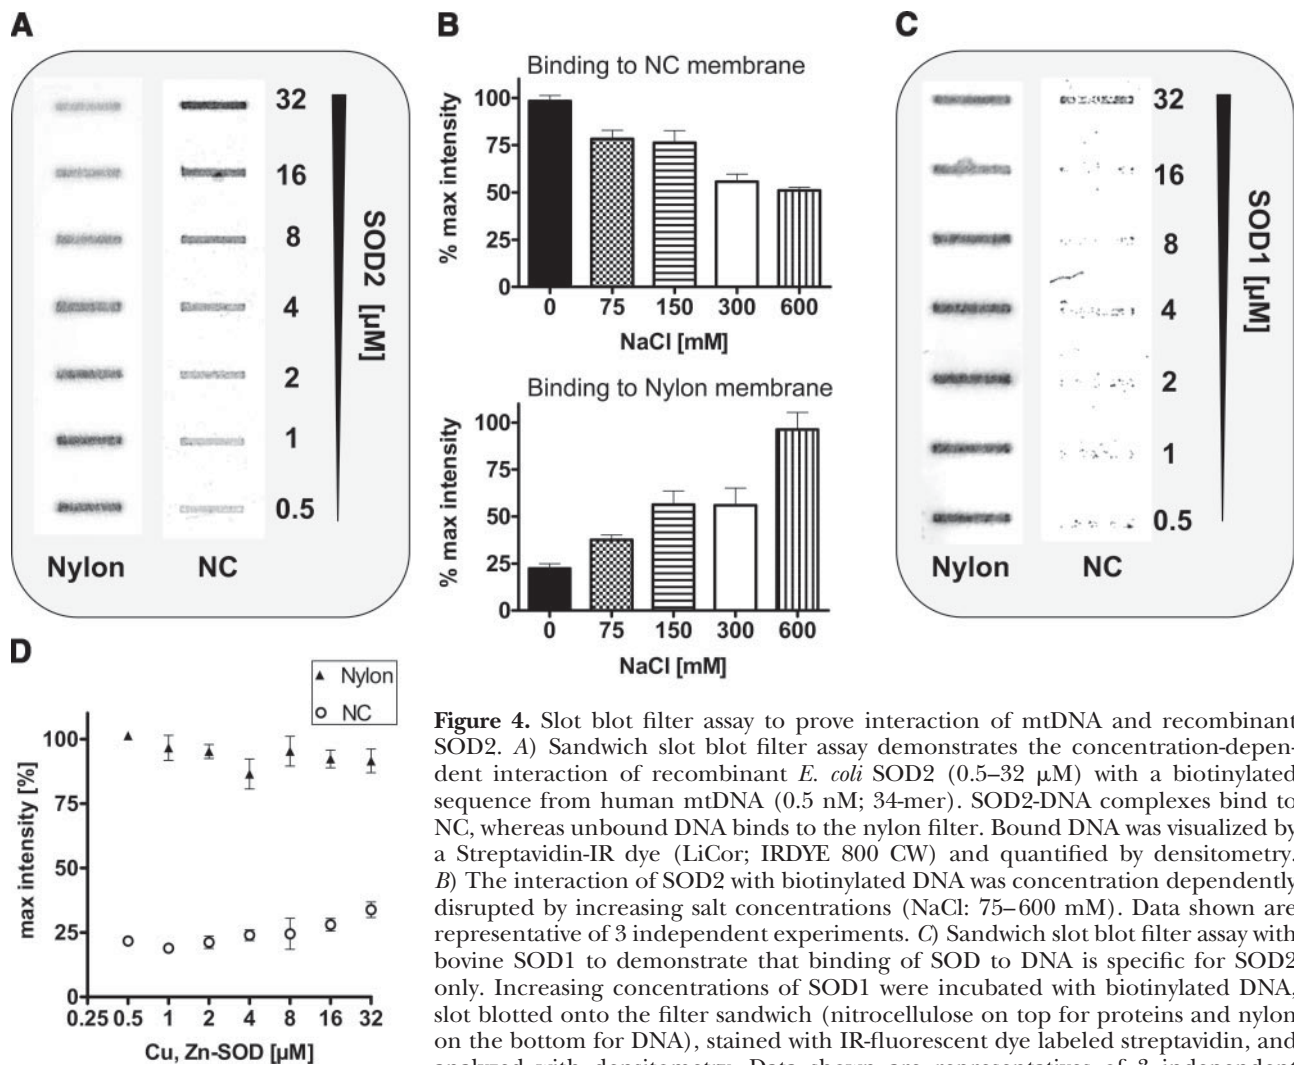 A
32
16
8
4
2
1
0.5
SOD2 [µM]
Nylon NC
B
Binding to NC membrane
% max intensity
100
75
50
25
0
0 75 150 300 600
NaCl [mM]
Binding to Nylon membrane
% max intensity
100
75
50
25
0
0 75 150 300 600
NaCl [mM]
C
32
16
8
4
2
1
0.5
SOD1 [µM]
Nylon NC
D
Nylon
NC
max intensity [%]
100
75
50
25
0
0.25 0.5 1 2 4 8 16 32
Cu, Zn-SOD [µM]
Figure 4. Slot blot filter assay to prove interaction of mtDNA and recombinant
SOD2. A) Sandwich slot blot filter assay demonstrates the concentration-depen-
dent interaction of recombinant E. coli SOD2 (0.5–32 µM) with a biotinylated
sequence from human mtDNA (0.5 nM; 34-mer). SOD2-DNA complexes bind to
NC, whereas unbound DNA binds to the nylon filter. Bound DNA was visualized by
a Streptavidin-IR dye (LiCor; IRDYE 800 CW) and quantified by densitometry.
B) The interaction of SOD2 with biotinylated DNA was concentration dependently
disrupted by increasing salt concentrations (NaCl: 75–600 mM). Data shown are
representative of 3 independent experiments. C) Sandwich slot blot filter assay with
bovine SOD1 to demonstrate that binding of SOD to DNA is specific for SOD2
only. Increasing concentrations of SOD1 were incubated with biotinylated DNA,
slot blotted onto the filter sandwich (nitrocellulose on top for proteins and nylon
on the bottom for DNA), stained with IR-fluorescent dye labeled streptavidin, and
analyzed with densitometry. Data shown are representatives of 3 independent